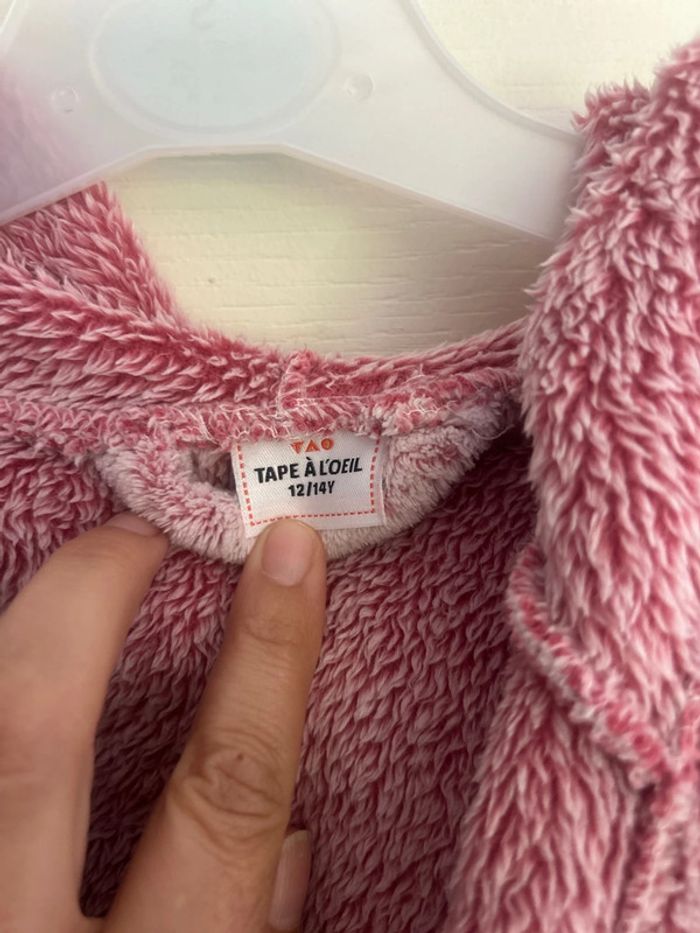 TAO
TAPE À L'OEIL
12/14Y